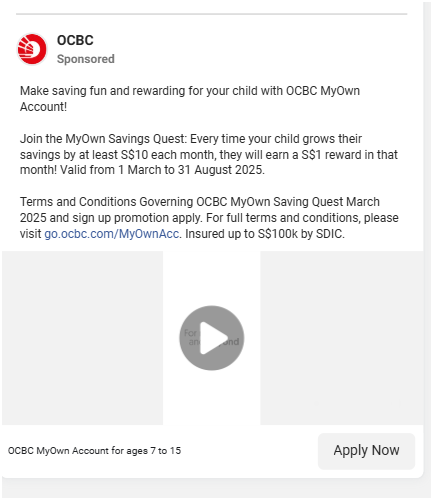 OCBC
Sponsored
Make saving fun and rewarding for your child with OCBC MyOwn
Account!
Join the MyOwn Savings Quest: Every time your child grows their
savings by at least S$10 each month, they will earn a S$1 reward in that
month! Valid from 1 March to 31 August 2025.
Terms and Conditions Governing OCBC MyOwn Saving Quest March
2025 and sign up promotion apply. For full terms and conditions, please
visit go.ocbc.com/MyOwnAcc. Insured up to S$100k by SDIC.
For
OCBC MyOwn Account for ages 7 to 15
Apply Now